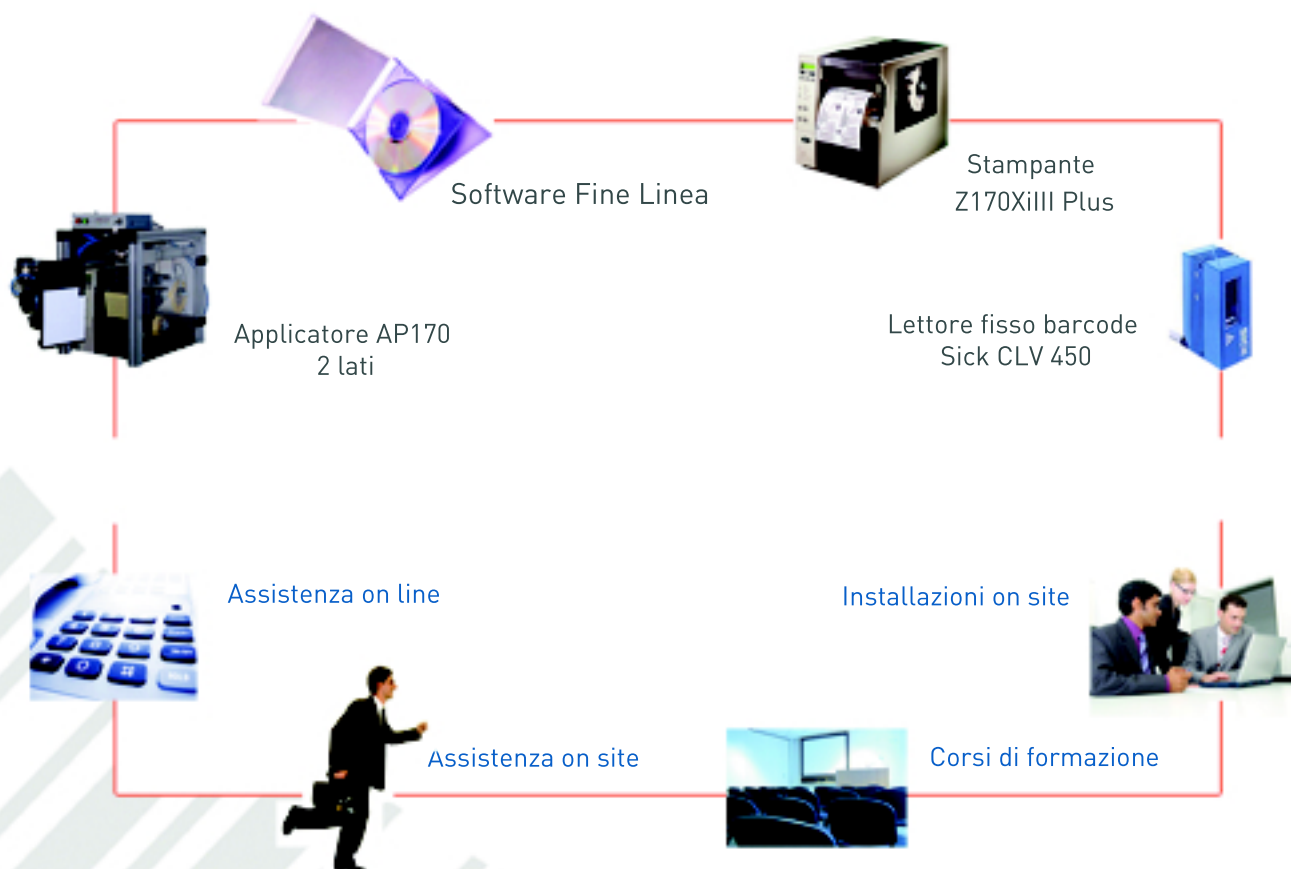 Software Fine Linea
Stampante
Z170XiIII Plus
Applicatore AP170
2 lati
Lettore fisso barcode
Sick CLV 450
Assistenza on line
Installazioni on site
Assistenza on site
Corsi di formazione